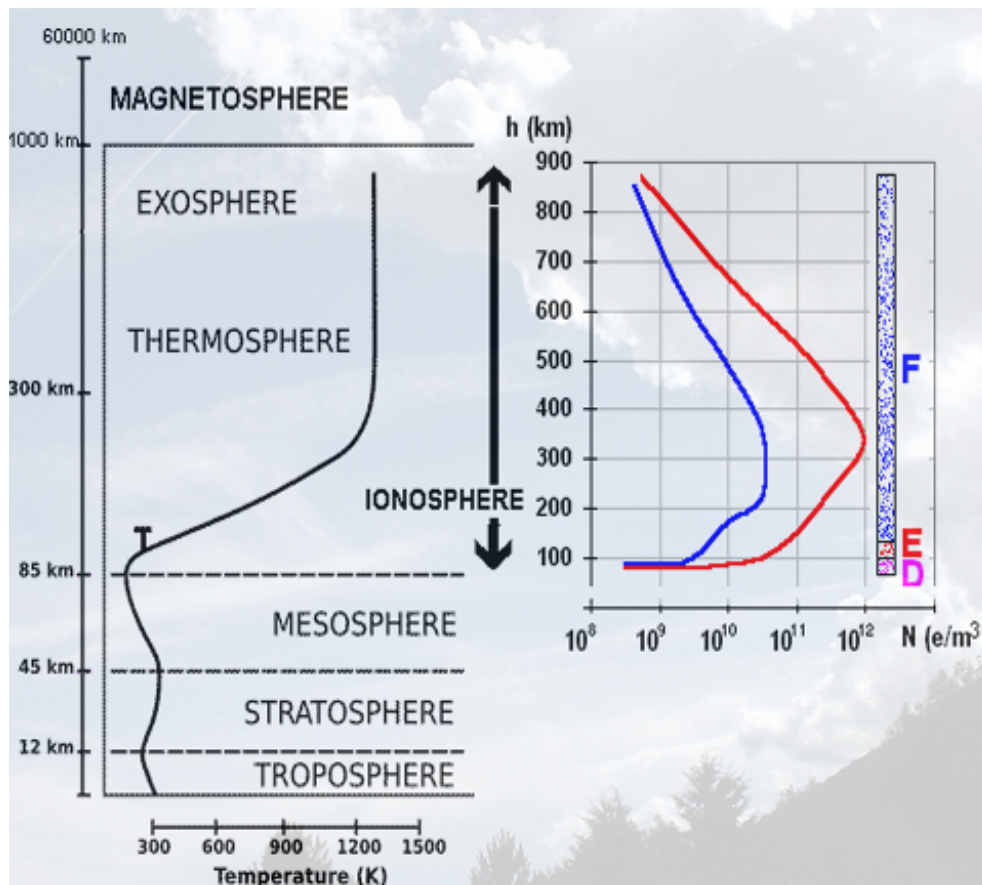 60000 km
MAGNETOSPHERE
1000 km
EXOSPHERE
THERMOSPHERE
300 km
IONOSPHERE
T
85 km
MESOSPHERE
45 km
STRATOSPHERE
12 km
TROPOSPHERE
300 600 900 1200 1500
Temperature (K)
h (km)
900
800
700
600
500
400
300
200
100
F
E
D
10⁸ 10⁹ 10¹⁰ 10¹¹ 10¹² N (e/m³